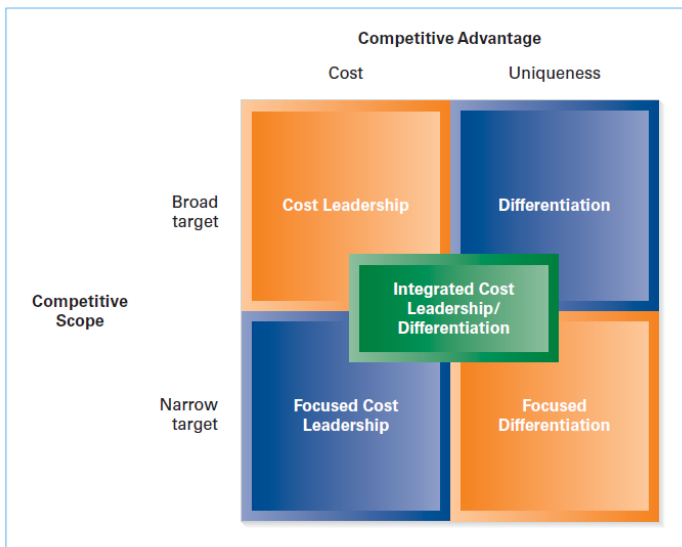 Competitive Advantage
Cost
Uniqueness
Broad
target
Cost Leadership
Differentiation
Competitive
Scope
Integrated Cost
Leadership/
Differentiation
Narrow
target
Focused Cost
Leadership
Focused
Differentiation